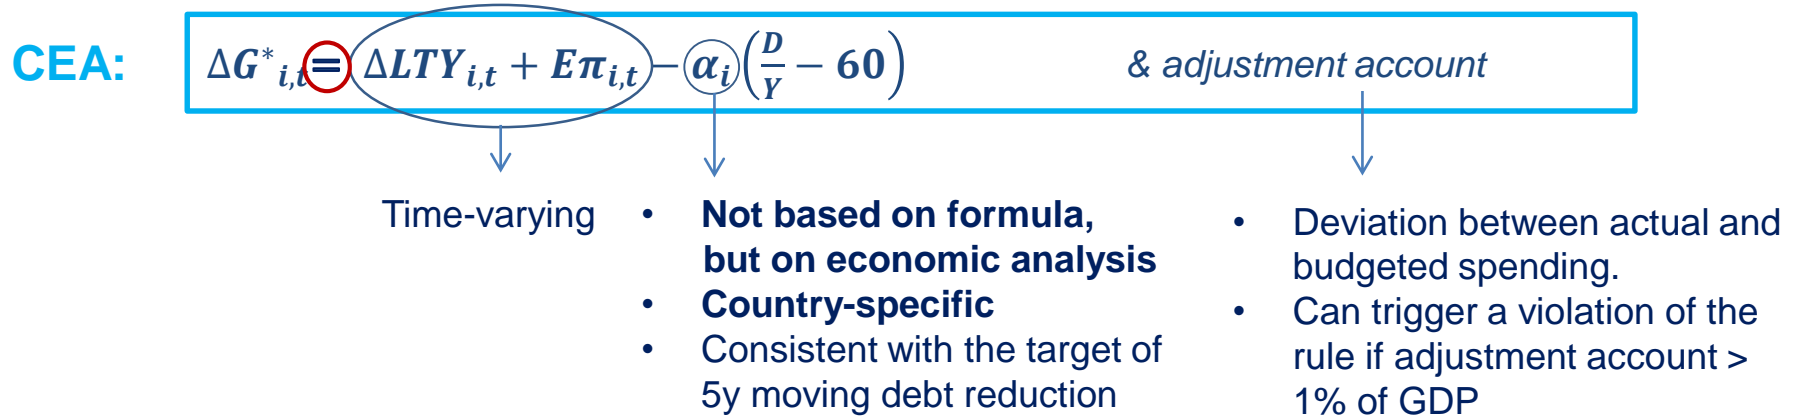 CEA: ΔG*i,t = ΔLTYi,t + Eπi,t − αi (D/Y − 60) & adjustment account
Time-varying
• Not based on formula,
but on economic analysis
• Country-specific
• Consistent with the target of
5y moving debt reduction
• Deviation between actual and
budgeted spending.
• Can trigger a violation of the
rule if adjustment account >
1% of GDP